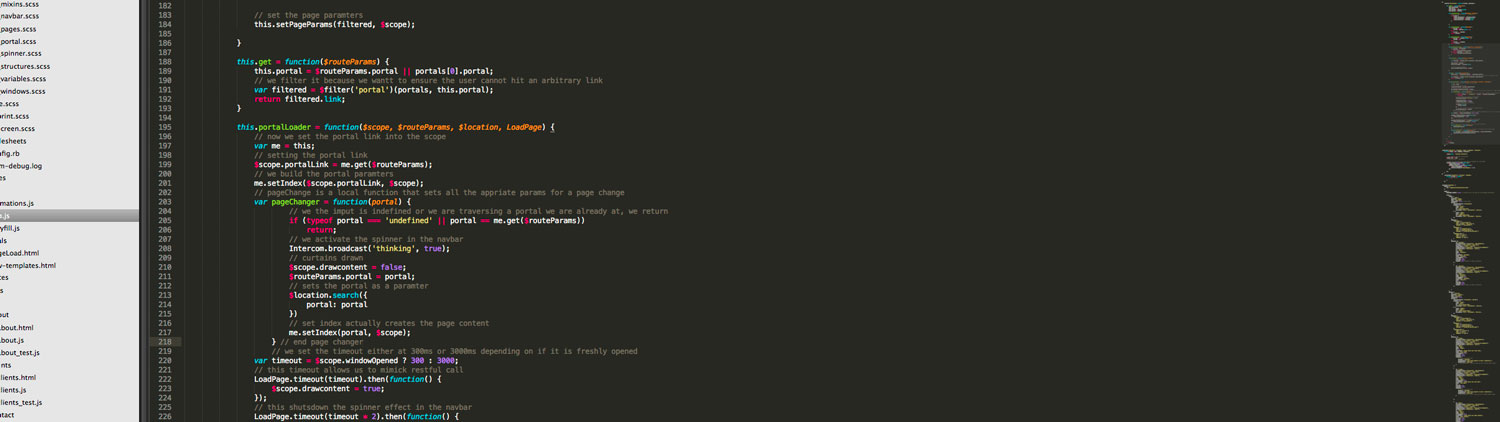 _mixins.scss
_navbar.scss
_pages.scss
_portal.scss
_spinner.scss
_structures.scss
_variables.scss
_windows.scss
e.scss
rint.scss
creen.scss
lesheets
nfig.rb
m-debug.log
es
mations.js
e.js
yfill.js
als
geLoad.html
w-templates.html
ces
s
out
bout.html
bout.js
bout_test.js
nts
lients.html
lients.js
lients_test.js
ntact
182
183 // set the page paramters
184 this.setPageParams(filtered, $scope);
185
186 }
187
188 this.get = function($routeParams) {
189 this.portal = $routeParams.portal || portals[0].portal;
190 // we filter it because we wantt to ensure the user cannot hit an arbitrary link
191 var filtered = $filter('portal')(portals, this.portal);
192 return filtered.link;
193 }
194
195 this.portalLoader = function($scope, $routeParams, $location, LoadPage) {
196 // now we set the portal link into the scope
197 var me = this;
198 // setting the portal link
199 $scope.portalLink = me.get($routeParams);
200 // we build the portal paramters
201 me.setIndex($scope.portalLink, $scope);
202 // pageChange is a local function that sets all the appriate params for a page change
203 var pageChanger = function(portal) {
204 // we the imput is indefined or we are traversing a portal we are already at, we return
205 if (typeof portal === 'undefined' || portal == me.get($routeParams))
206 return;
207 // we activate the spinner in the navbar
208 Intercom.broadcast('thinking', true);
209 // curtains drawn
210 $scope.drawcontent = false;
211 $routeParams.portal = portal;
212 // sets the portal as a paramter
213 $location.search({
214 portal: portal
215 })
216 // set index actually creates the page content
217 me.setIndex(portal, $scope);
218 } // end page changer
219 // we set the timeout either at 300ms or 3000ms depending on if it is freshly opened
220 var timeout = $scope.windowOpened ? 300 : 3000;
221 // this timeout allows us to mimick restful call
222 LoadPage.timeout(timeout).then(function() {
223 $scope.drawcontent = true;
224 });
225 // this shutsdown the spinner effect in the navbar
226 LoadPage.timeout(timeout * 2).then(function() {